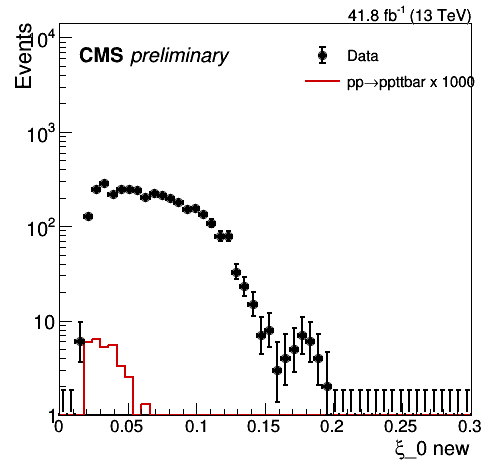 41.8 fb⁻¹ (13 TeV)
Events
CMS preliminary
Data
pp→ppttbar x 1000
10⁴
10³
10²
10
1
0 0.05 0.1 0.15 0.2 0.25 0.3
ξ_0 new